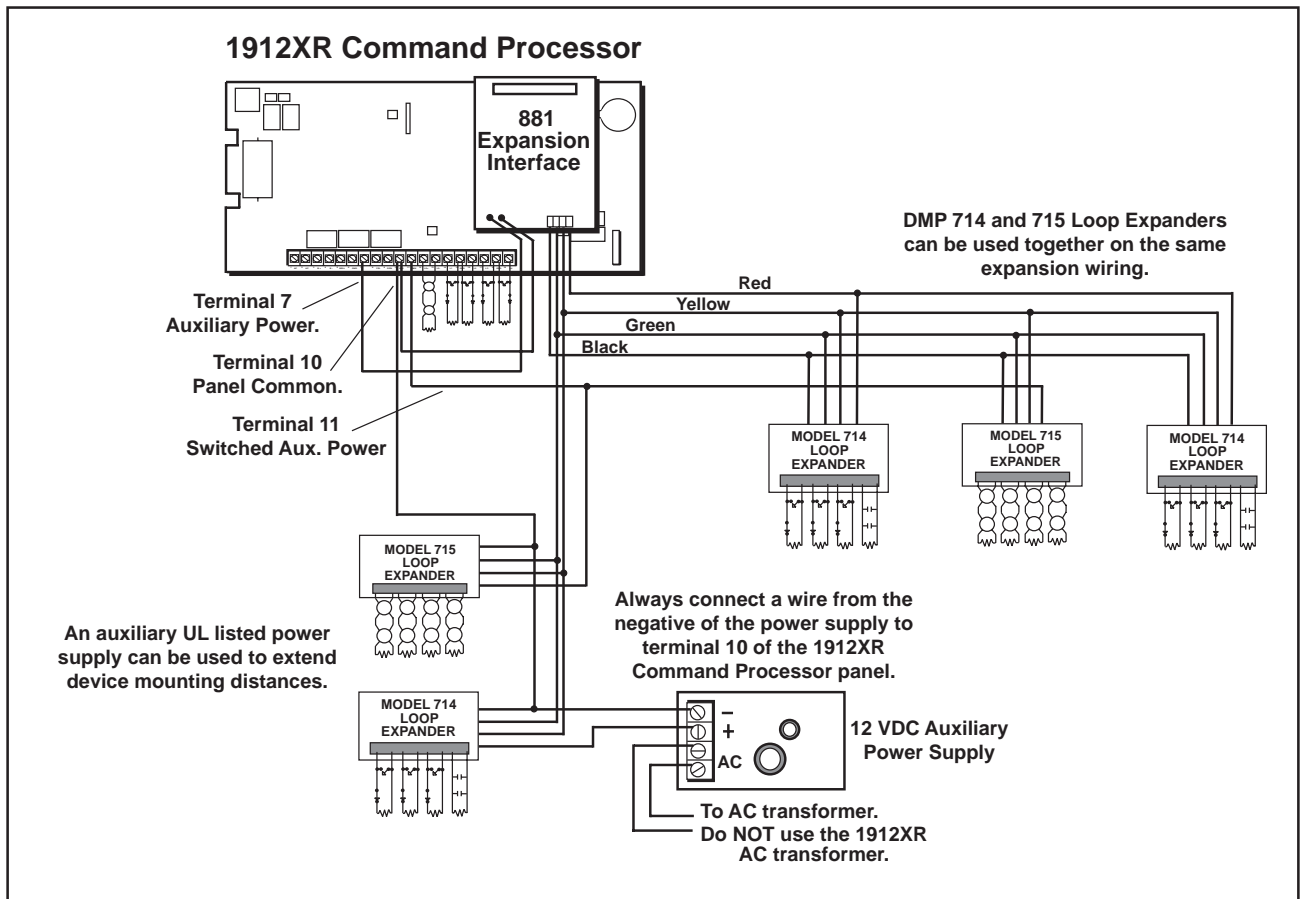 1912XR Command Processor
881
Expansion
Interface
DMP 714 and 715 Loop Expanders
can be used together on the same
expansion wiring.
Terminal 7
Auxiliary Power.
Terminal 10
Panel Common.
Terminal 11
Switched Aux. Power
Red
Yellow
Green
Black
MODEL 714
LOOP
EXPANDER
MODEL 715
LOOP
EXPANDER
MODEL 714
LOOP
EXPANDER
MODEL 715
LOOP
EXPANDER
An auxiliary UL listed power
supply can be used to extend
device mounting distances.
Always connect a wire from the
negative of the power supply to
terminal 10 of the 1912XR
Command Processor panel.
MODEL 714
LOOP
EXPANDER
–
+
AC
12 VDC Auxiliary
Power Supply
To AC transformer.
Do NOT use the 1912XR
AC transformer.